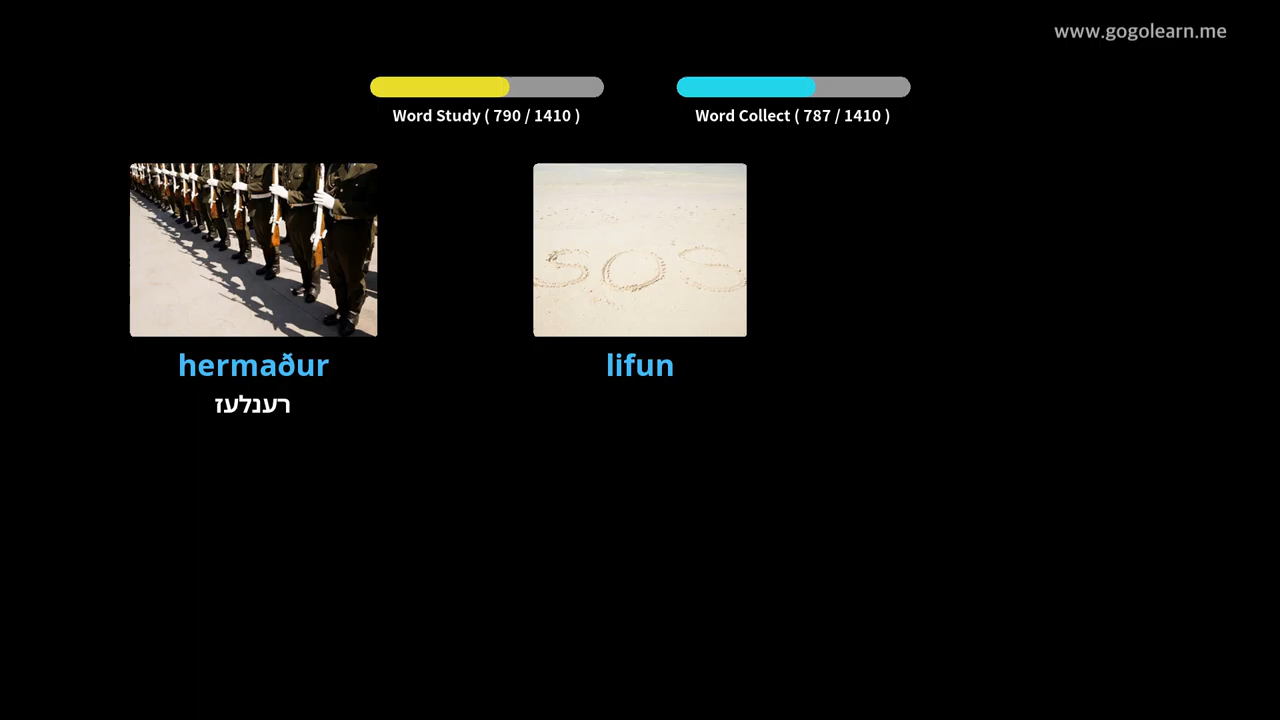 www.gogolearn.me
Word Study ( 790 / 1410 )
Word Collect ( 787 / 1410 )
SOS
hermaður
lifun
רענלעז